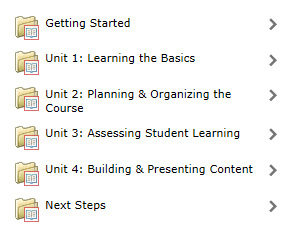 Getting Started
Unit 1: Learning the Basics
Unit 2: Planning & Organizing the
Course
Unit 3: Assessing Student Learning
Unit 4: Building & Presenting Content
Next Steps